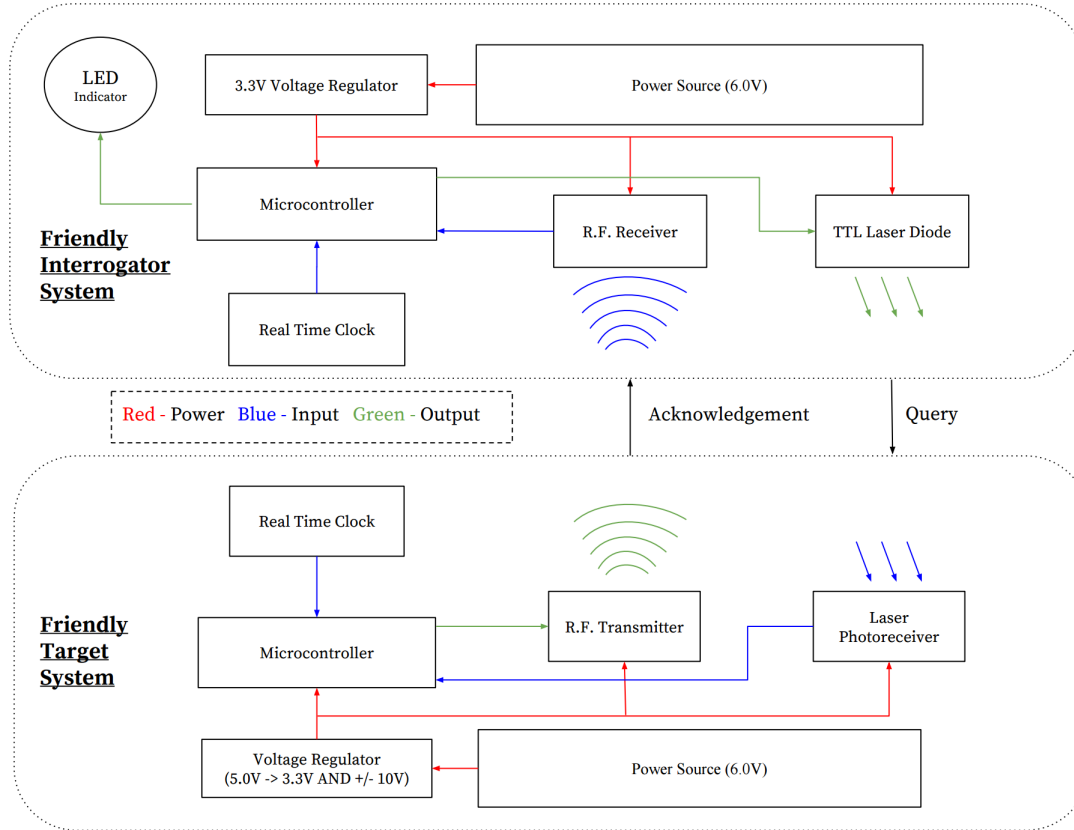 LED
Indicator
3.3V Voltage Regulator
Power Source (6.0V)
Microcontroller
R.F. Receiver
TTL Laser Diode
Friendly
Interrogator
System
Real Time Clock
Red - Power Blue - Input Green - Output
Acknowledgement
Query
Real Time Clock
Friendly
Target
System
Microcontroller
R.F. Transmitter
Laser
Photoreceiver
Voltage Regulator
(5.0V -> 3.3V AND +/- 10V)
Power Source (6.0V)